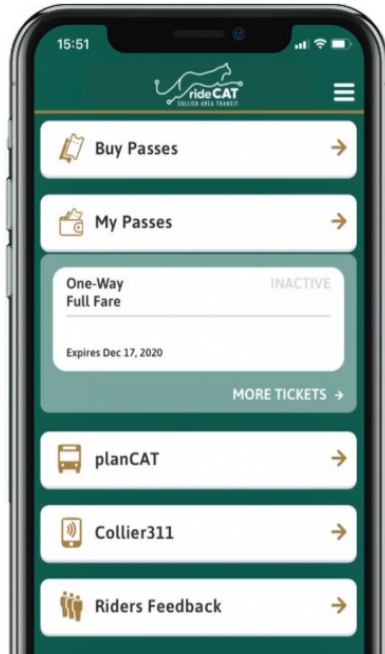 15:51
rideCAT
COLLIER AREA TRANSIT
Buy Passes
My Passes
One-Way
INACTIVE
Full Fare
Expires Dec 17, 2020
MORE TICKETS
planCAT
Collier311
Riders Feedback